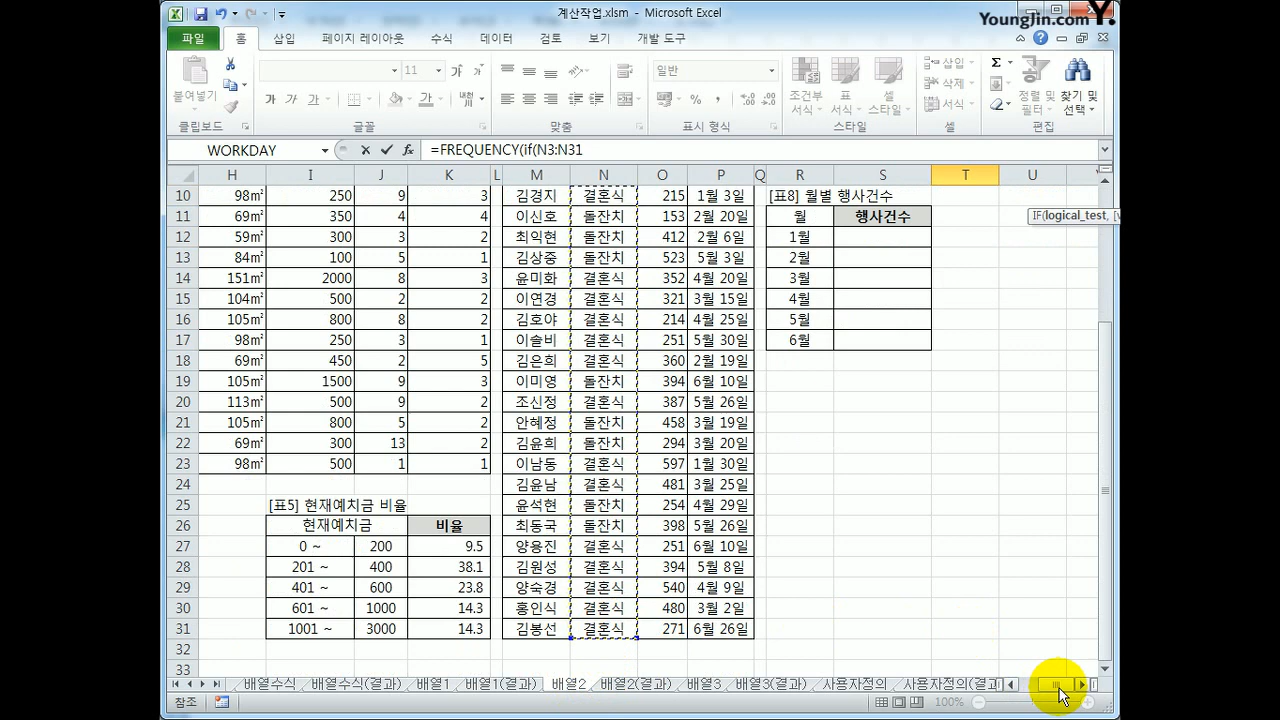 계산작업.xlsm - Microsoft Excel
YoungJin.com Y.
파일 홈 삽입 페이지 레이아웃 수식 데이터 검토 보기 개발 도구
붙여넣기 11 가 가 가 일반 조건부 서식 표 서식 셀 스타일 삽입 삭제 서식 정렬 및 필터 찾기 및 선택
클립보드 글꼴 맞춤 표시 형식 스타일 셀 편집
WORKDAY =FREQUENCY(if(N3:N31
H I J K L M N O P Q R S T U
10 98㎡ 250 9 3 김경지 결혼식 215 1월 3일 [표8] 월별 행사건수
11 69㎡ 350 4 4 이신호 돌잔치 153 2월 20일 월 행사건수 IF(logical_test, [v
12 59㎡ 300 3 2 최익현 돌잔치 412 2월 6일 1월
13 84㎡ 100 5 1 김상중 돌잔치 523 5월 3일 2월
14 151㎡ 2000 8 3 윤미화 결혼식 352 4월 20일 3월
15 104㎡ 500 2 2 이연경 결혼식 321 3월 15일 4월
16 105㎡ 800 8 2 김호야 결혼식 214 4월 25일 5월
17 98㎡ 250 3 1 이솔비 결혼식 251 5월 30일 6월
18 69㎡ 450 2 5 김은희 결혼식 360 2월 19일
19 105㎡ 1500 9 3 이미영 돌잔치 394 6월 10일
20 113㎡ 500 9 2 조신정 결혼식 387 5월 26일
21 105㎡ 800 5 2 안혜정 돌잔치 458 3월 19일
22 69㎡ 300 13 2 김윤희 돌잔치 294 3월 20일
23 98㎡ 500 1 1 이남동 결혼식 597 1월 30일
24 김윤남 결혼식 481 3월 25일
25 [표5] 현재예치금 비율 윤석현 돌잔치 254 4월 29일
26 현재예치금 비율 최동국 돌잔치 398 5월 26일
27 0 ~ 200 9.5 양용진 결혼식 251 6월 10일
28 201 ~ 400 38.1 김원성 결혼식 394 5월 8일
29 401 ~ 600 23.8 양숙경 결혼식 540 4월 9일
30 601 ~ 1000 14.3 홍인식 결혼식 480 3월 2일
31 1001 ~ 3000 14.3 김봉선 결혼식 271 6월 26일
32
33
배열수식 배열수식(결과) 배열1 배열1(결과) 배열2 배열2(결과) 배열3 배열3(결과) 사용자정의 사용자정의(결과
참조 100%